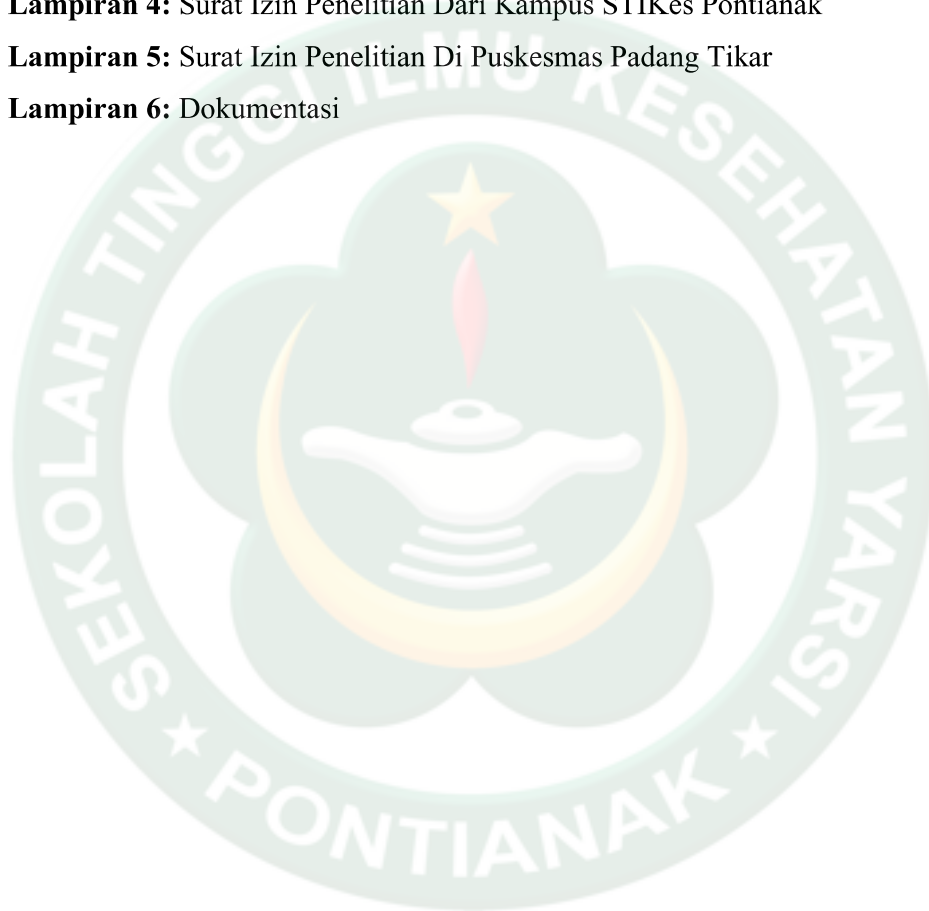 Lampiran 4: Surat Izin Penelitian Dari Kampus STIKes Pontianak
Lampiran 5: Surat Izin Penelitian Di Puskesmas Padang Tikar
Lampiran 6: Dokumentasi
SEKOLAH TINGGI ILMU KESEHATAN YARSI
PONTIANAK